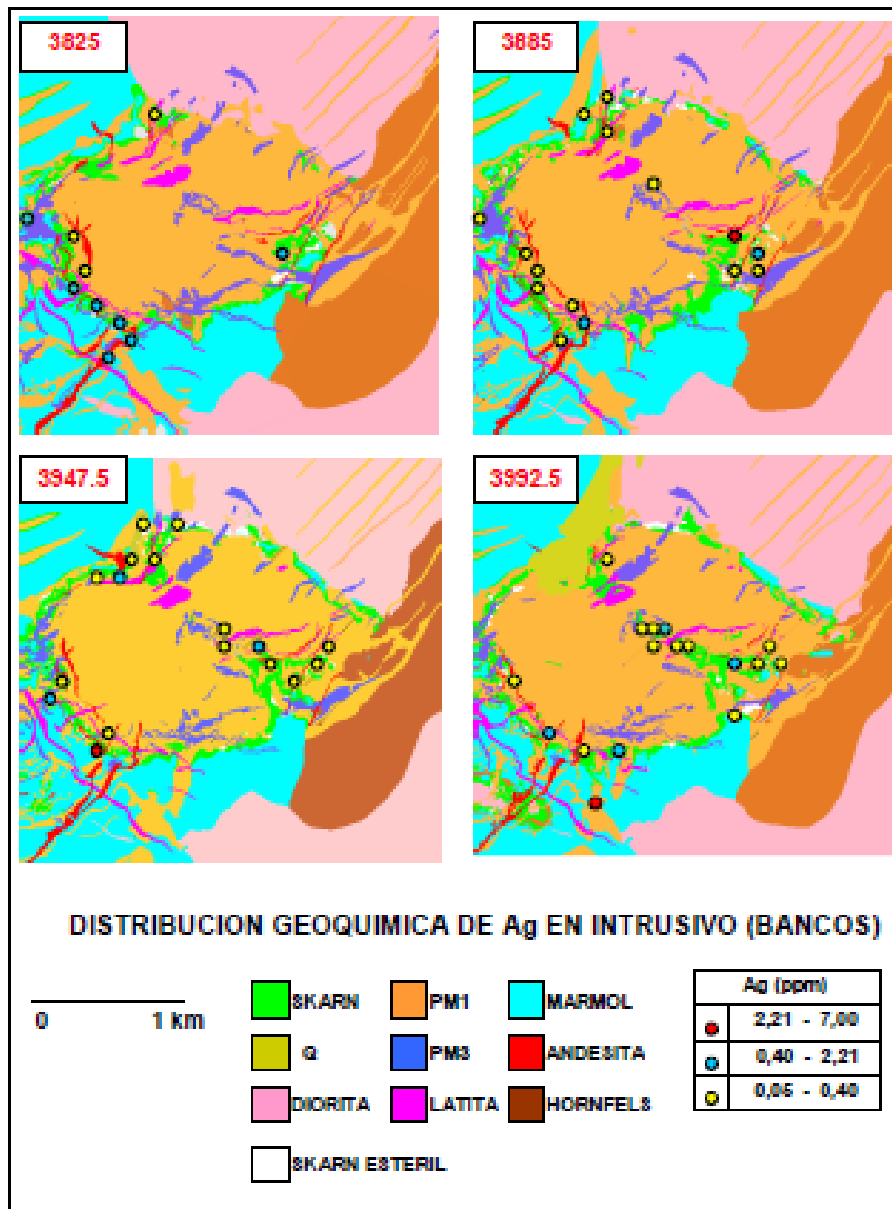 3825
3885
3947.5
3992.5
DISTRIBUCION GEOQUIMICA DE Ag EN INTRUSIVO (BANCOS)
0 1 km
SKARN PM1 MARMOL
Q PM3 ANDESITA
DIORITA LATITA HORNFELS
SKARN ESTERIL
Ag (ppm)
2,21 - 7,00
0,40 - 2,21
0,05 - 0,40